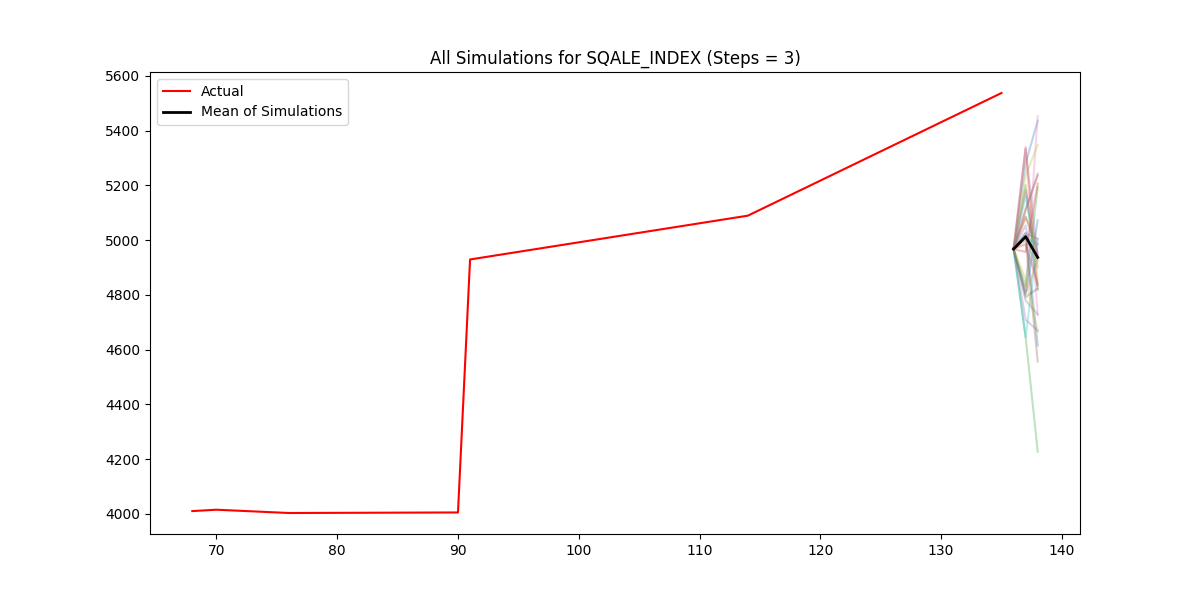 All Simulations for SQALE_INDEX (Steps = 3)
Actual
Mean of Simulations
5600
5400
5200
5000
4800
4600
4400
4200
4000
70 80 90 100 110 120 130 140